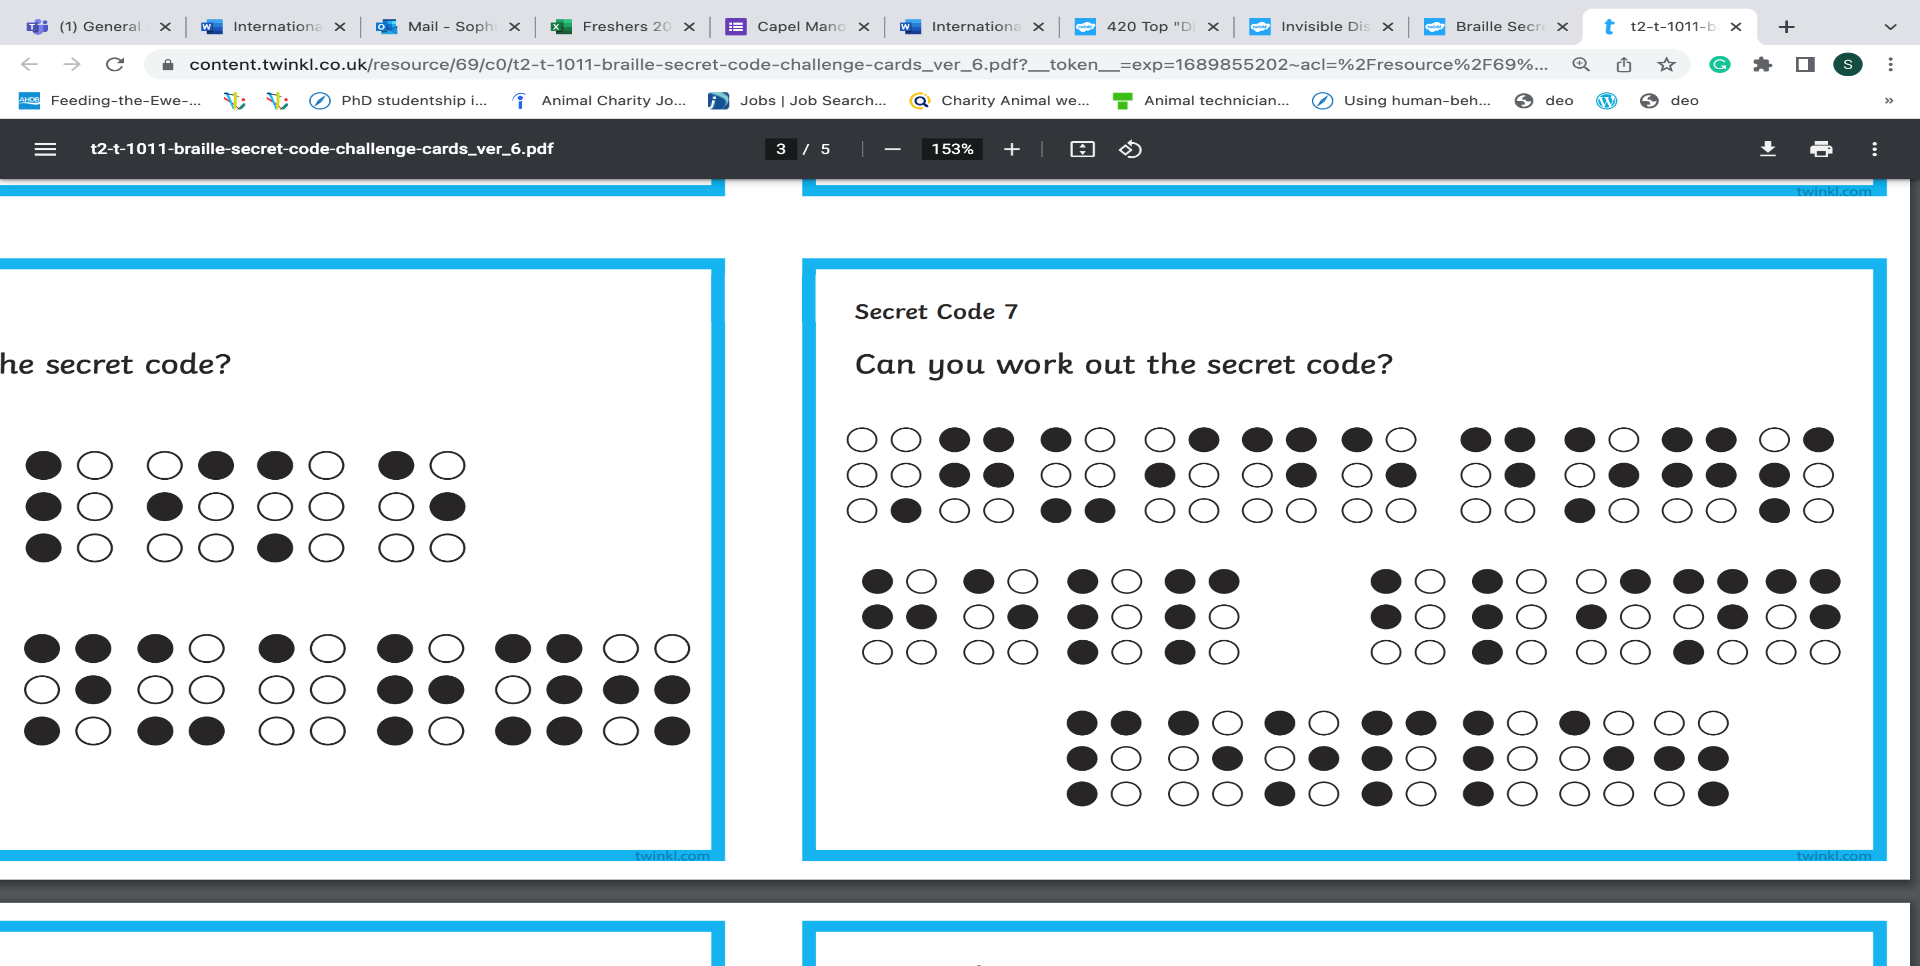 (1) General
Internationa
Mail - Soph
Freshers 20
Capel Mano
Internationa
420 Top "Di
Invisible Dis
Braille Secre
t2-t-1011-b
content.twinkl.co.uk/resource/69/c0/t2-t-1011-braille-secret-code-challenge-cards_ver_6.pdf?__token__=exp=1689855202~acl=%2Fresource%2F69%...
S
AHDB Feeding-the-Ewe-...
PhD studentship i...
Animal Charity Jo...
Jobs | Job Search...
Charity Animal we...
Animal technician...
Using human-beh...
deo
deo
t2-t-1011-braille-secret-code-challenge-cards_ver_6.pdf
3 / 5
153%
twinkl.com
he secret code?
⠇⠊⠅⠑
⠝⠥⠁⠗⠽⠲
twinkl.com
Secret Code 7
Can you work out the secret code?
⠠⠛⠥⠊⠙⠑ ⠙⠕⠛⠎
⠓⠑⠇⠏ ⠃⠇⠊⠝⠙
⠏⠑⠕⠏⠇⠑⠲
twinkl.com